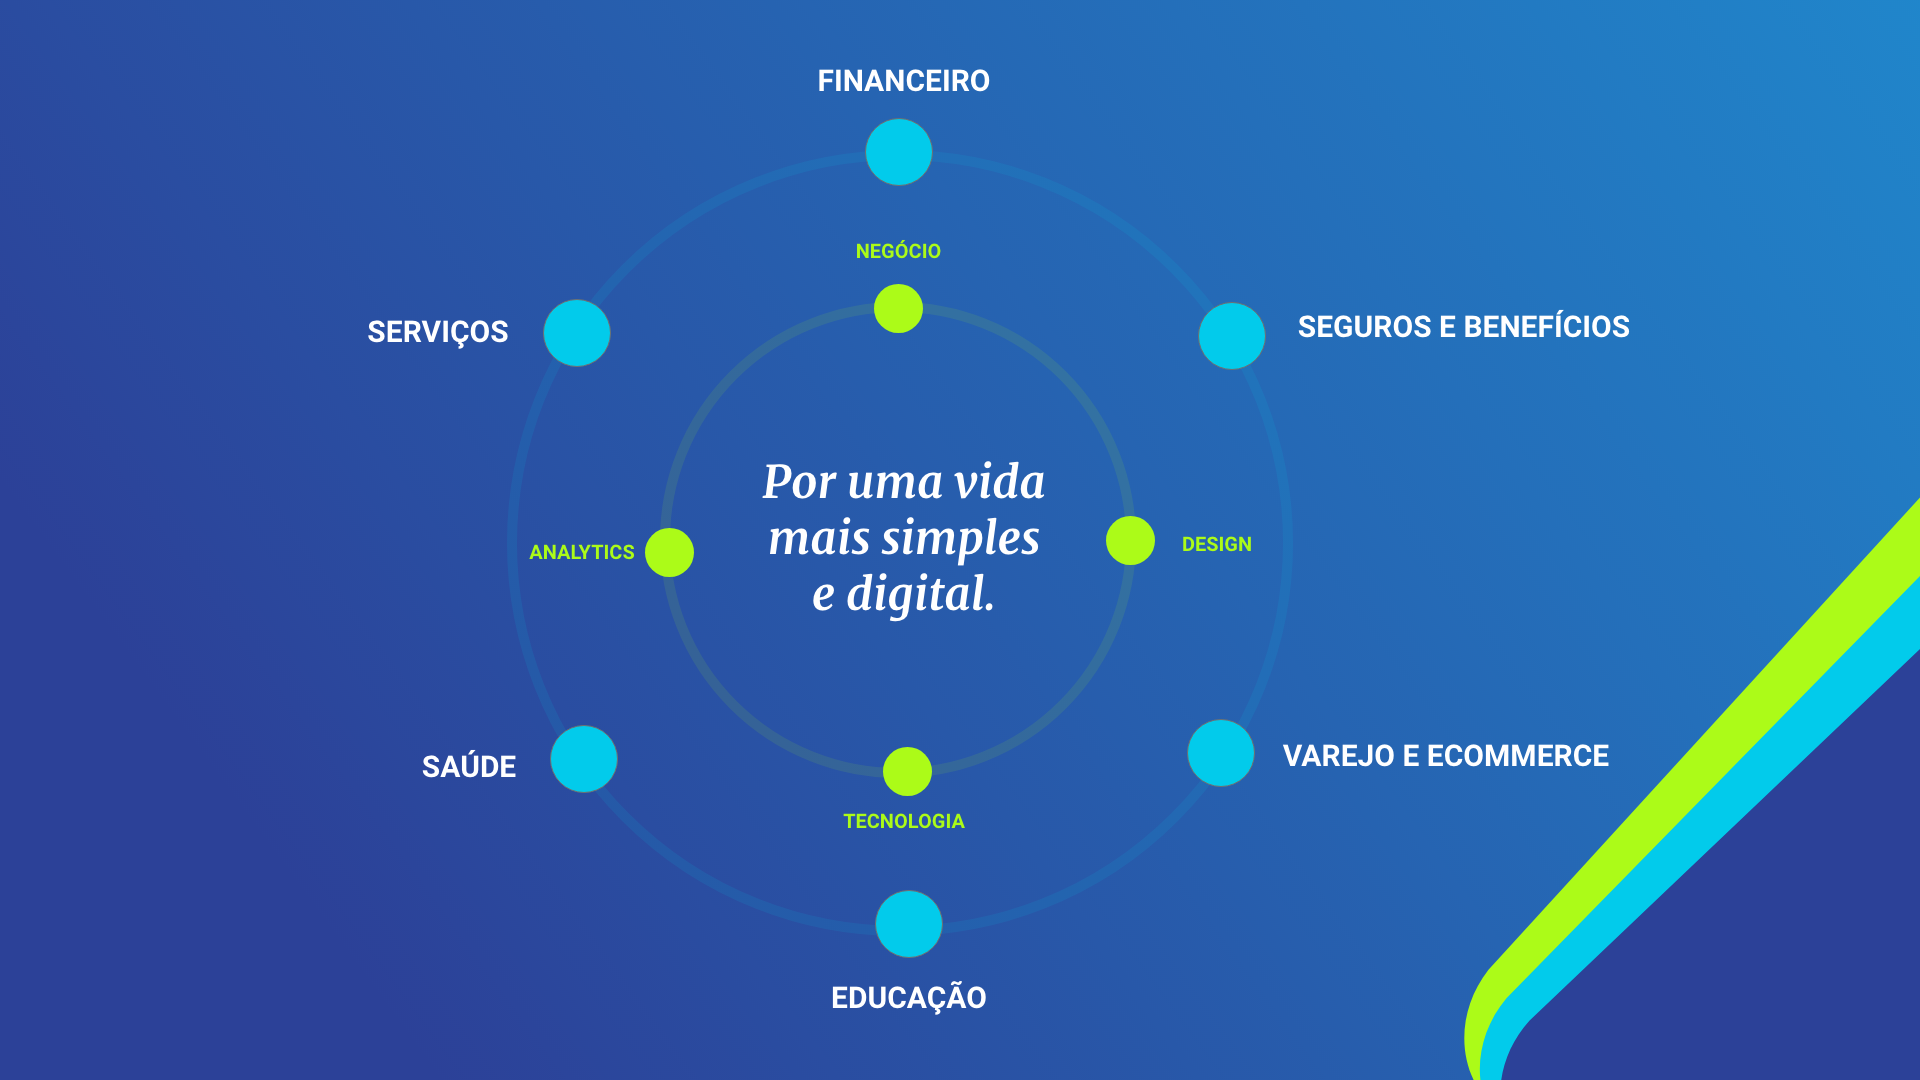 FINANCEIRO
NEGÓCIO
SERVIÇOS
SEGUROS E BENEFÍCIOS
Por uma vida
mais simples
e digital.
ANALYTICS
DESIGN
SAÚDE
VAREJO E ECOMMERCE
TECNOLOGIA
EDUCAÇÃO